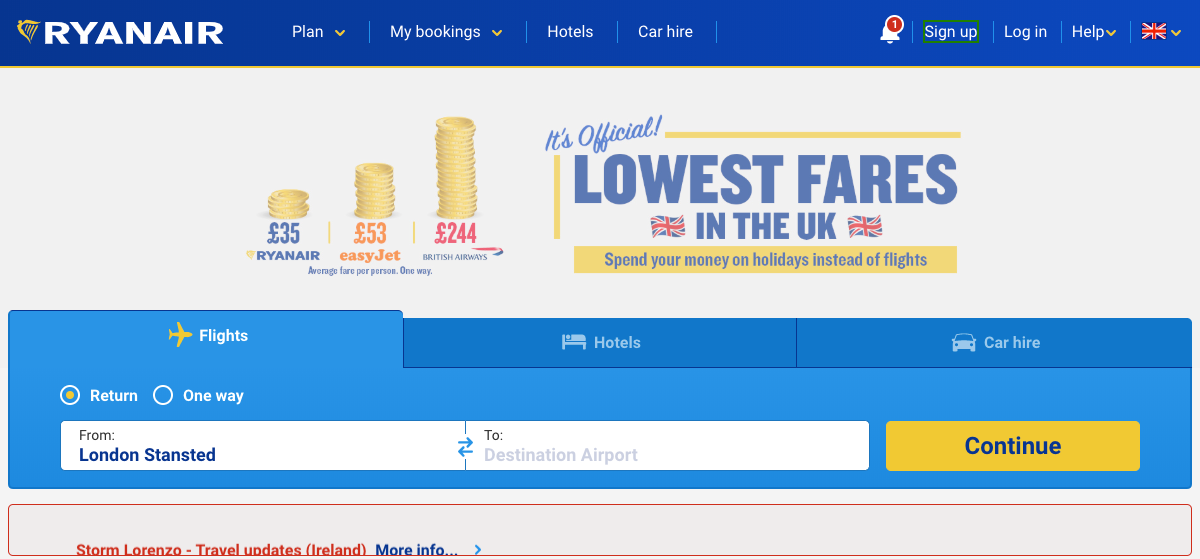 RYANAIR
Plan
My bookings
Hotels
Car hire
1
Sign up
Log in
Help
It's Official!
LOWEST FARES
IN THE UK
Spend your money on holidays instead of flights
£35
£53
£244
RYANAIR
easyJet
BRITISH AIRWAYS
Average fare per person. One way.
Flights
Hotels
Car hire
Return
One way
From:
London Stansted
To:
Destination Airport
Continue
Storm Lorenzo - Travel updates (Ireland) More info...